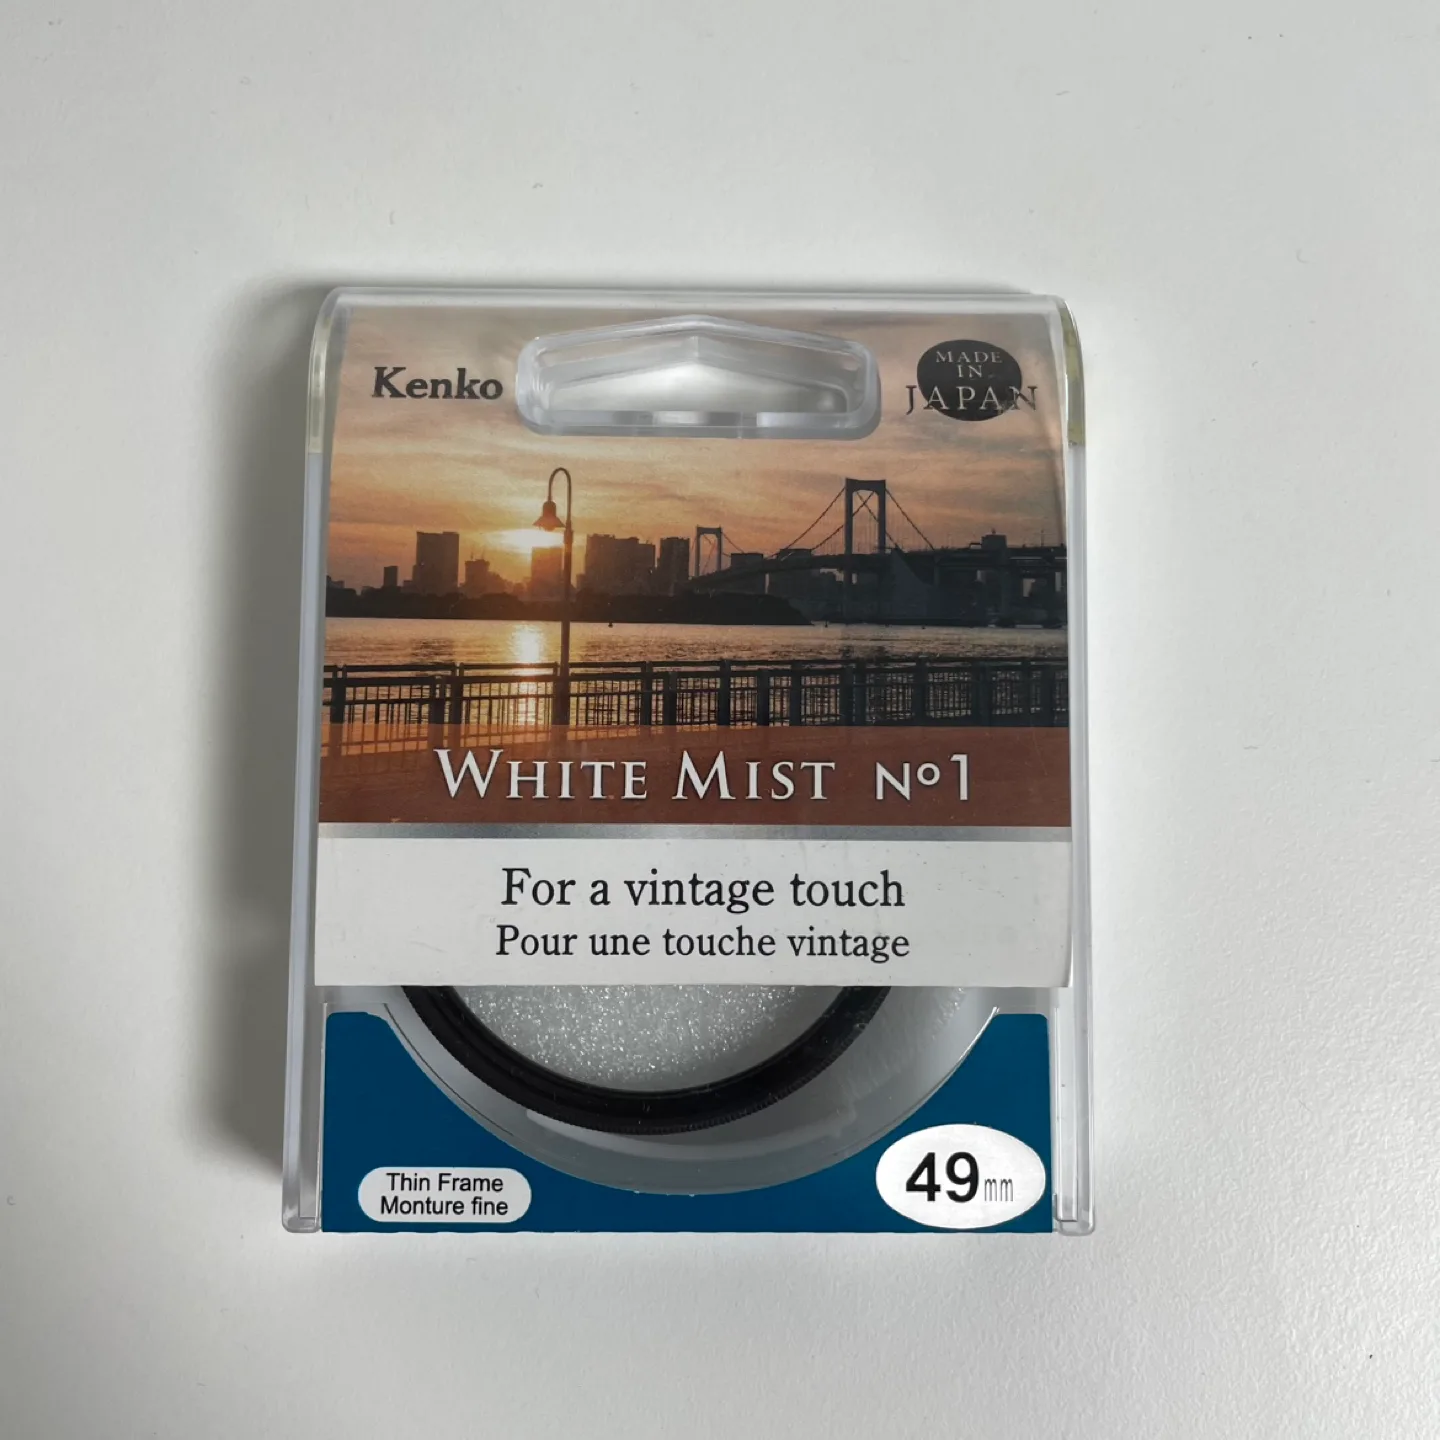 Kenko
MADE
IN
JAPAN
WHITE MIST Nº1
For a vintage touch
Pour une touche vintage
Thin Frame
Monture fine
49mm